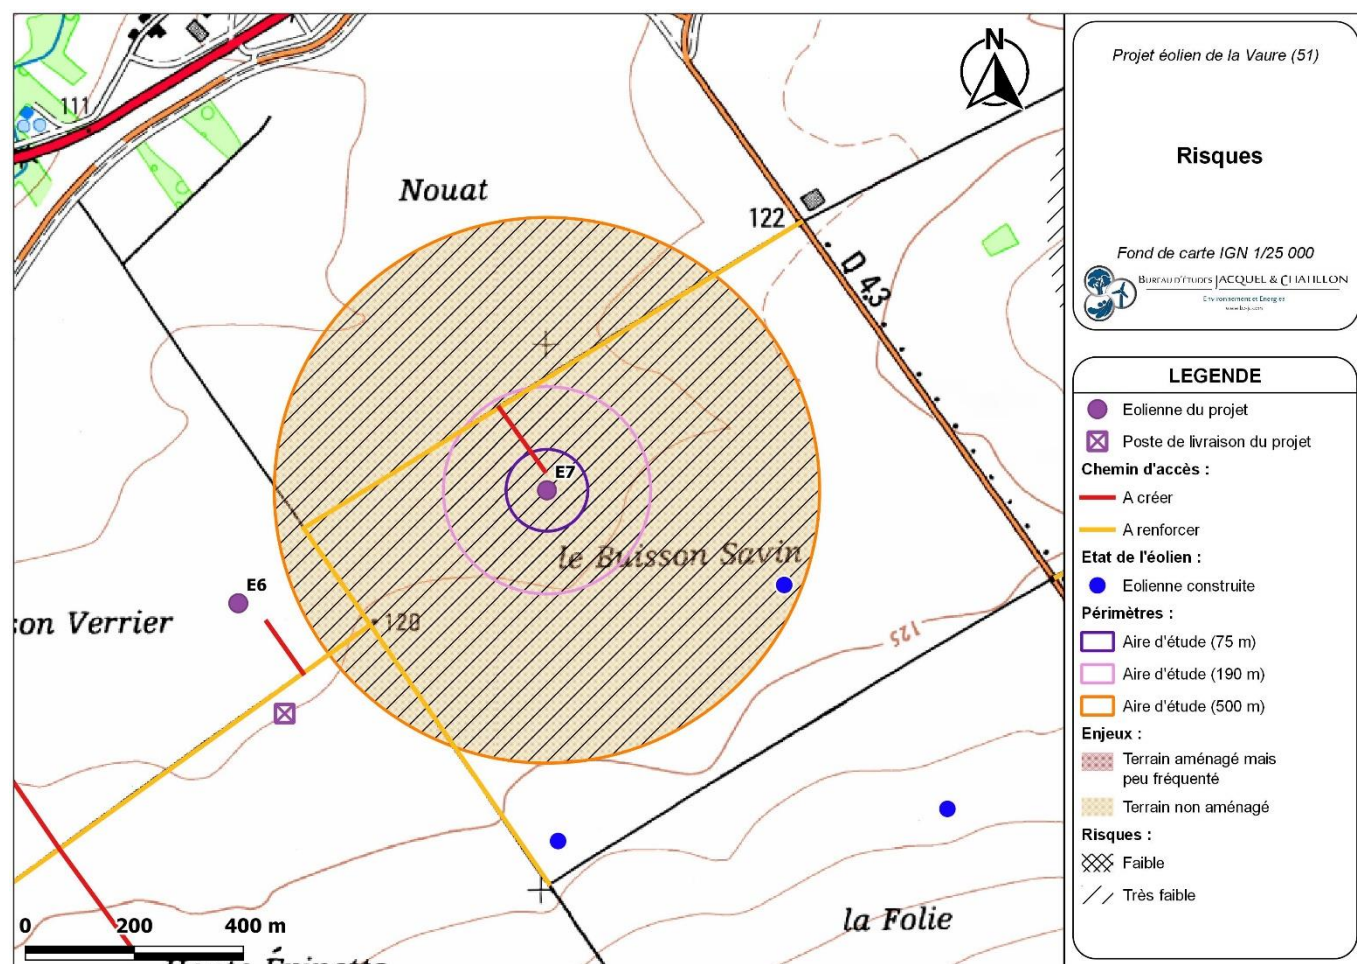 111
Nouat
N
122
D 43
E7
le Buisson Savin
E6
son Verrier
120
125
la Folie
0 200 400 m
Projet éolien de la Vaure (51)
Risques
Fond de carte IGN 1/25 000
BUREAU D'ÉTUDES JACQUEL & CHATILLON
Environnement et Energies
LEGENDE
Eolienne du projet
Poste de livraison du projet
Chemin d'accès :
A créer
A renforcer
Etat de l'éolien :
Eolienne construite
Périmètres :
Aire d'étude (75 m)
Aire d'étude (190 m)
Aire d'étude (500 m)
Enjeux :
Terrain aménagé mais
peu fréquenté
Terrain non aménagé
Risques :
Faible
Très faible